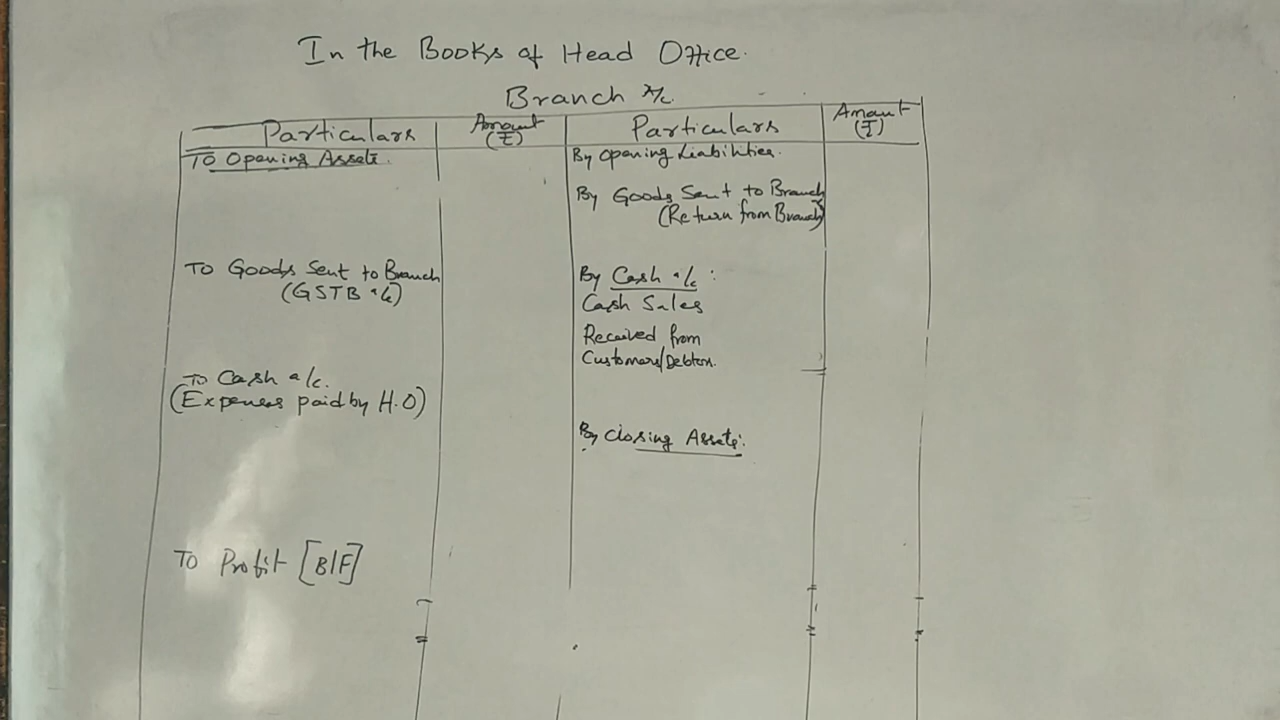 In the Books of Head Office.
Branch A/c
Particulars Amount (₹) Particulars Amount (₹)
To Opening Assets.
By Opening Liabilities.
By Goods Sent to Branch
(Return from Branch)
To Goods Sent to Branch
(GSTB a/c)
By Cash a/c :
Cash Sales
Received from
Customers/Debtors.
To Cash a/c.
(Expenses paid by H.O)
By Closing Assets:
To Profit [B/F]